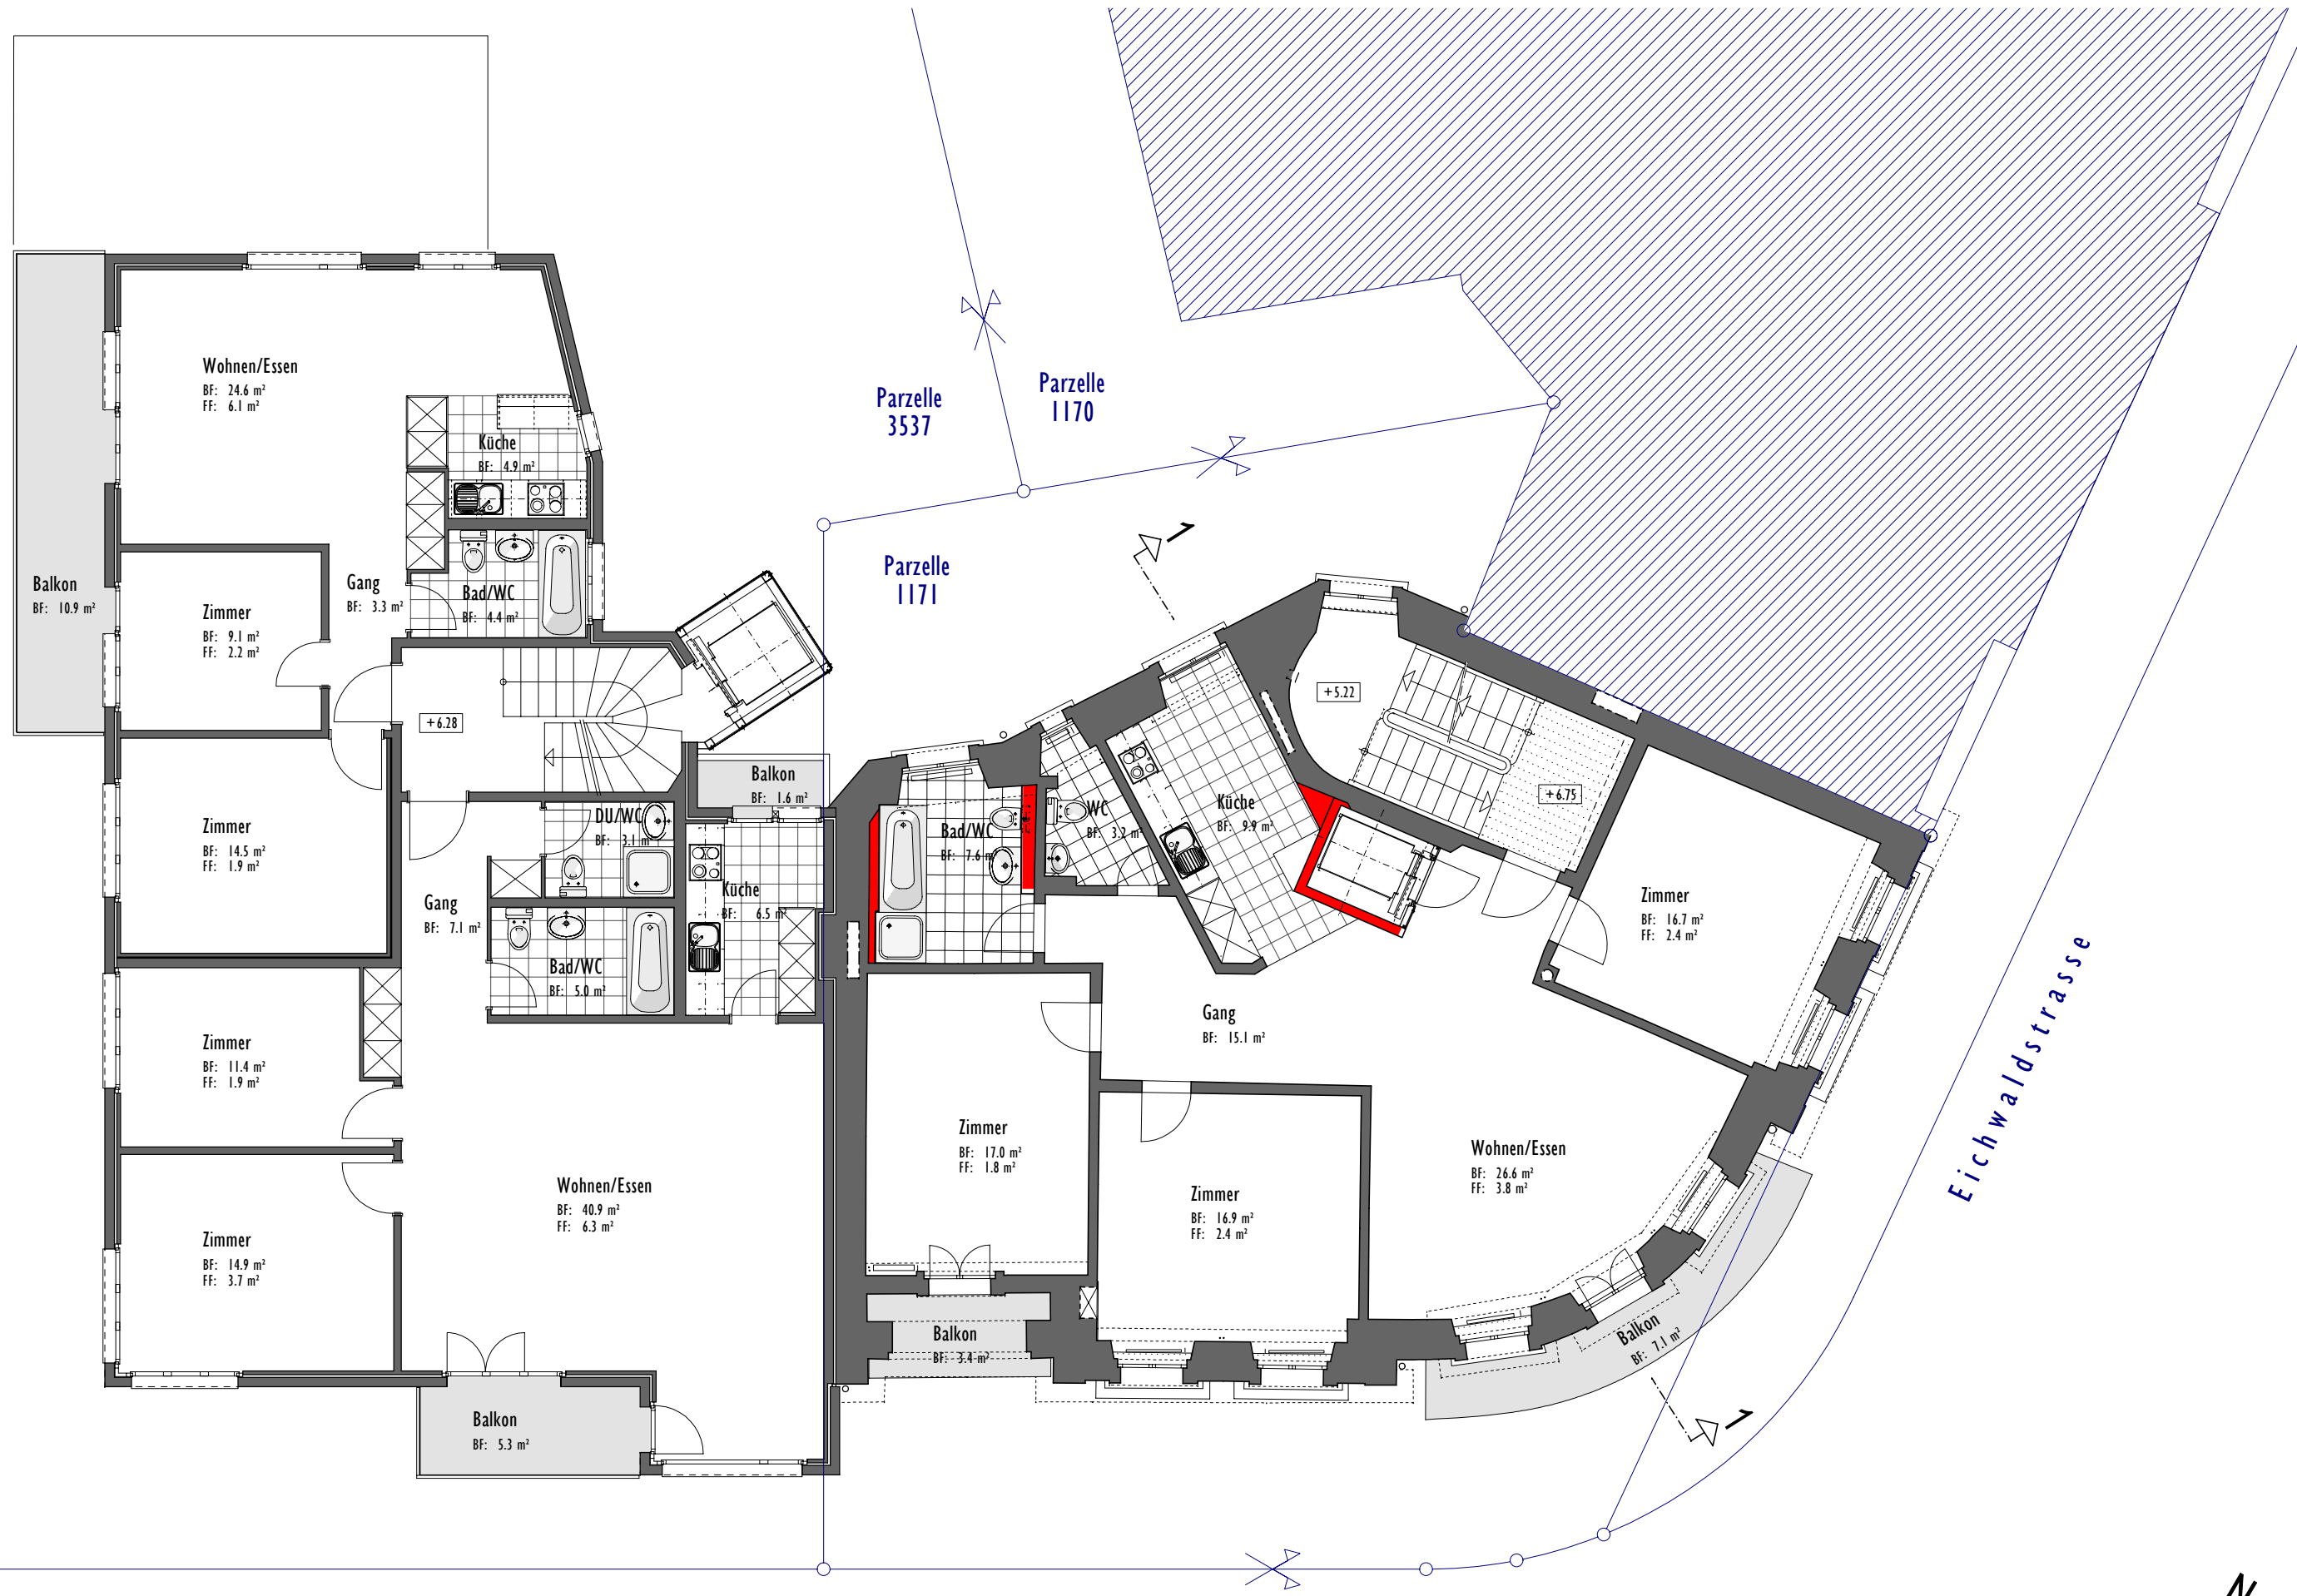 Wohnen/Essen
BF: 24.6 m²
FF: 6.1 m²
Küche
BF: 4.9 m²
Balkon
BF: 10.9 m²
Gang
BF: 3.3 m²
Bad/WC
BF: 4.4 m²
Zimmer
BF: 9.1 m²
FF: 2.2 m²
+6.28
Zimmer
BF: 14.5 m²
FF: 1.9 m²
DU/WC
BF: 3.1 m²
Balkon
BF: 1.6 m²
Gang
BF: 7.1 m²
Küche
BF: 6.5 m²
Bad/WC
BF: 5.0 m²
Zimmer
BF: 11.4 m²
FF: 1.9 m²
Zimmer
BF: 14.9 m²
FF: 3.7 m²
Wohnen/Essen
BF: 40.9 m²
FF: 6.3 m²
Balkon
BF: 5.3 m²
Parzelle
3537
Parzelle
1170
Parzelle
1171
1
+5.22
+6.75
Bad/WC
BF: 7.6 m
WC
BF: 3.2 m²
Küche
BF: 9.9 m²
Zimmer
BF: 16.7 m²
FF: 2.4 m²
Gang
BF: 15.1 m²
Zimmer
BF: 17.0 m²
FF: 1.8 m²
Zimmer
BF: 16.9 m²
FF: 2.4 m²
Wohnen/Essen
BF: 26.6 m²
FF: 3.8 m²
Balkon
BF: 3.4 m²
Balkon
BF: 7.1 m²
1
Eichwaldstrasse
N